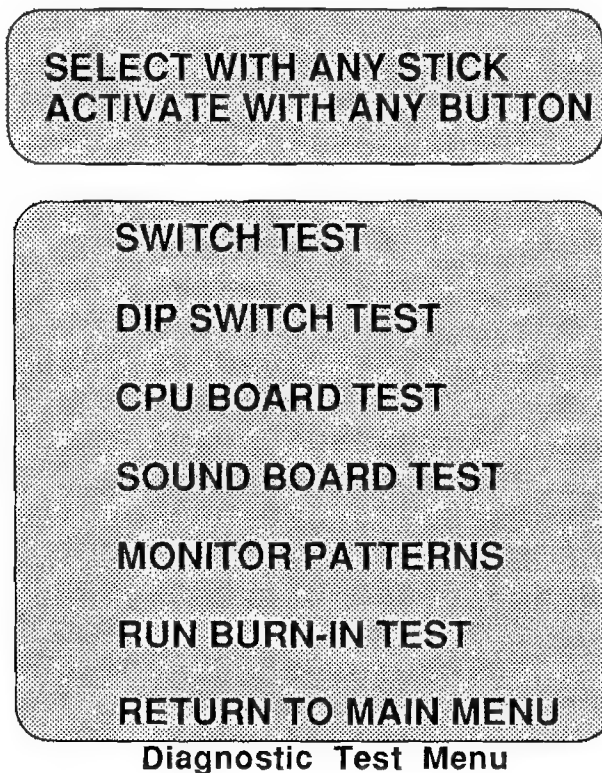 SELECT WITH ANY STICK
ACTIVATE WITH ANY BUTTON
SWITCH TEST
DIP SWITCH TEST
CPU BOARD TEST
SOUND BOARD TEST
MONITOR PATTERNS
RUN BURN-IN TEST
RETURN TO MAIN MENU
Diagnostic Test Menu